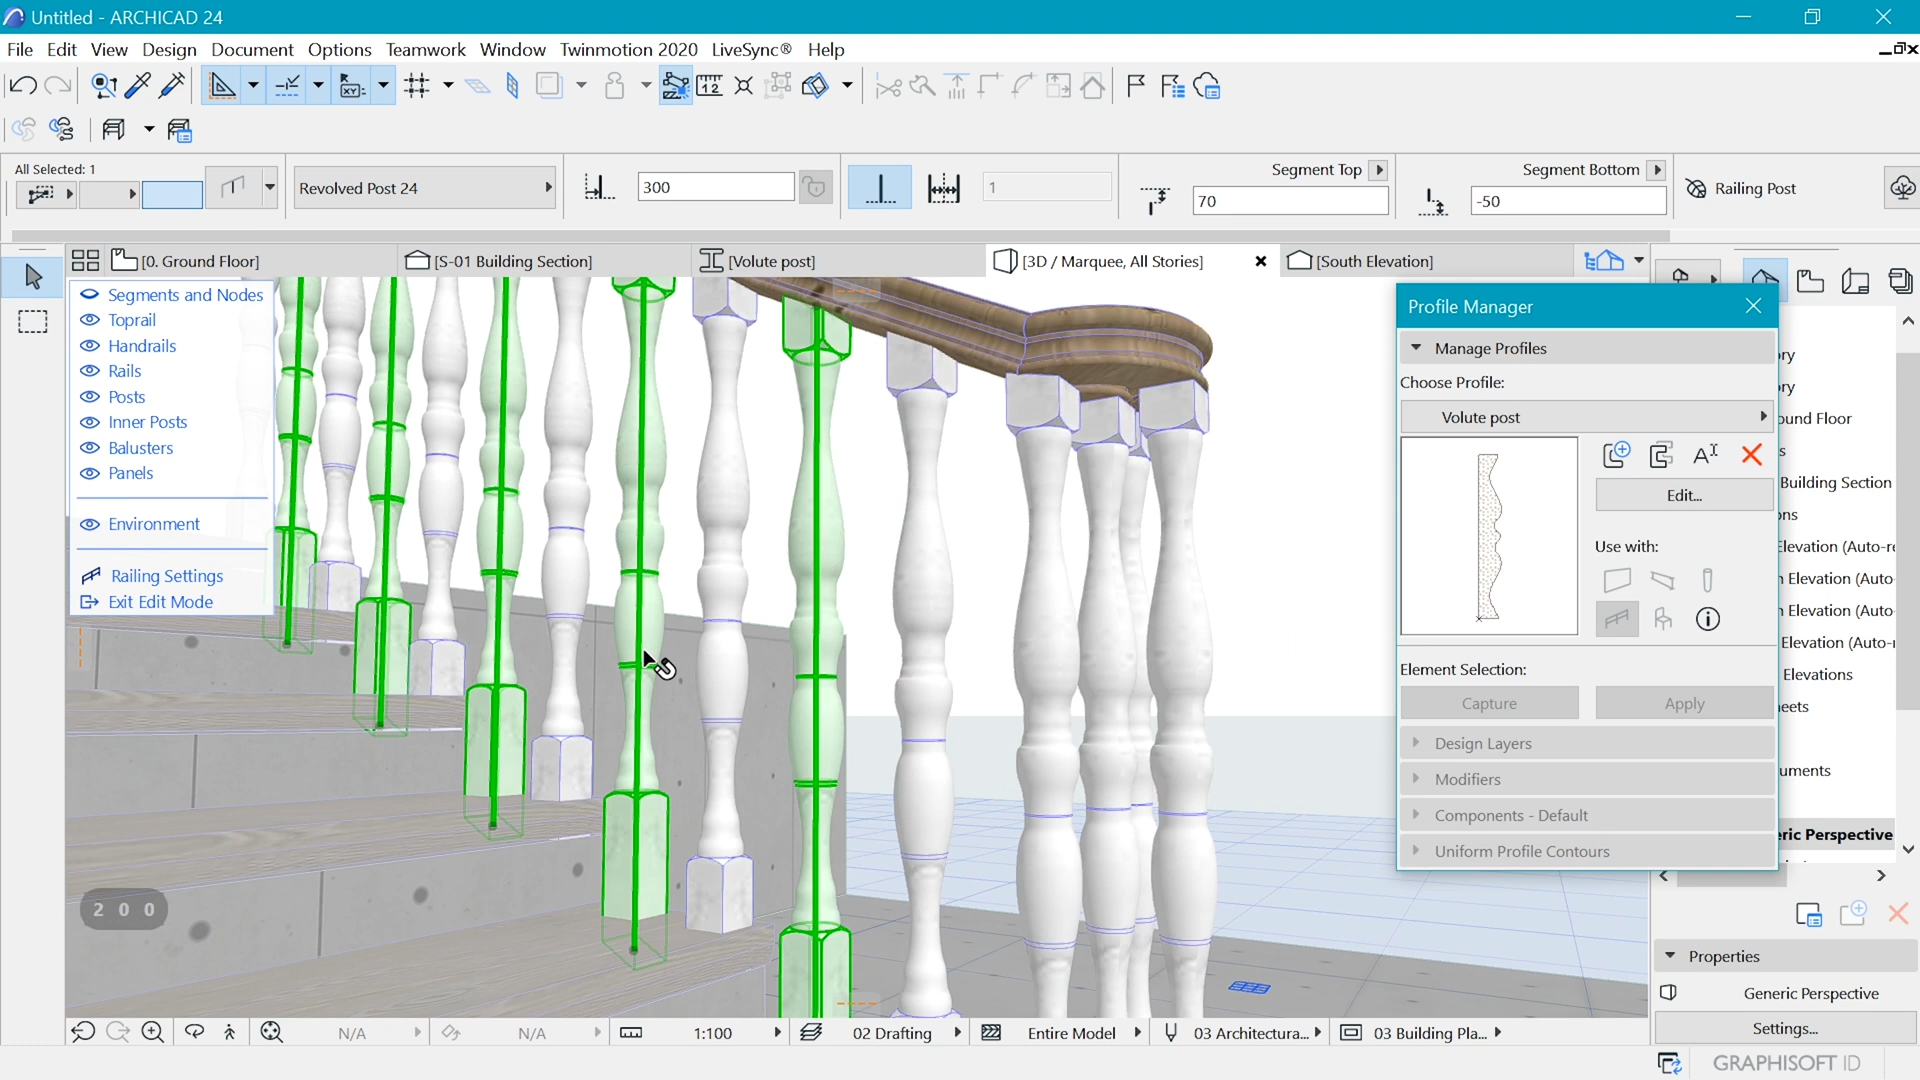 Untitled - ARCHICAD 24
File Edit View Design Document Options Teamwork Window Twinmotion 2020 LiveSync® Help
All Selected: 1
Revolved Post 24
300
1
Segment Top
70
Segment Bottom
-50
Railing Post
[0. Ground Floor]
[S-01 Building Section]
[Volute post]
[3D / Marquee, All Stories]
[South Elevation]
Segments and Nodes
Toprail
Handrails
Rails
Posts
Inner Posts
Balusters
Panels
Environment
Railing Settings
Exit Edit Mode
Profile Manager
Manage Profiles
Choose Profile:
Volute post
Edit...
Use with:
Element Selection:
Capture
Apply
Design Layers
Modifiers
Components - Default
Uniform Profile Contours
Building Section
Elevations
Properties
Generic Perspective
Settings...
2 0 0
N/A
N/A
1:100
02 Drafting
Entire Model
03 Architectura...
03 Building Pla...
GRAPHISOFT ID